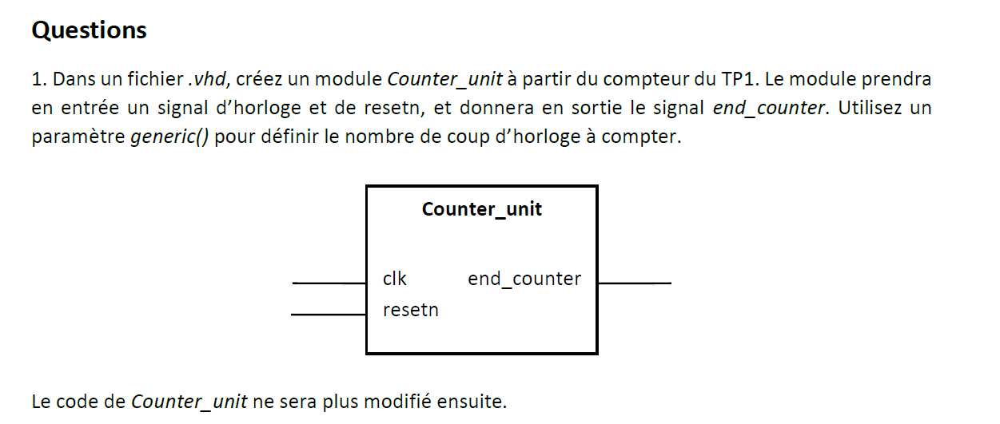 Questions
1. Dans un fichier .vhd, créez un module Counter_unit à partir du compteur du TP1. Le module prendra
en entrée un signal d’horloge et de resetn, et donnera en sortie le signal end_counter. Utilisez un
paramètre generic() pour définir le nombre de coup d’horloge à compter.
Counter_unit
clk end_counter
resetn
Le code de Counter_unit ne sera plus modifié ensuite.